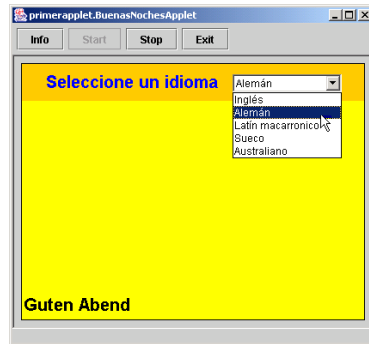 primerapplet.BuenasNochesApplet
Info Start Stop Exit
Seleccione un idioma Alemán
Inglés
Alemán
Latín macarronico
Sueco
Australiano
Guten Abend